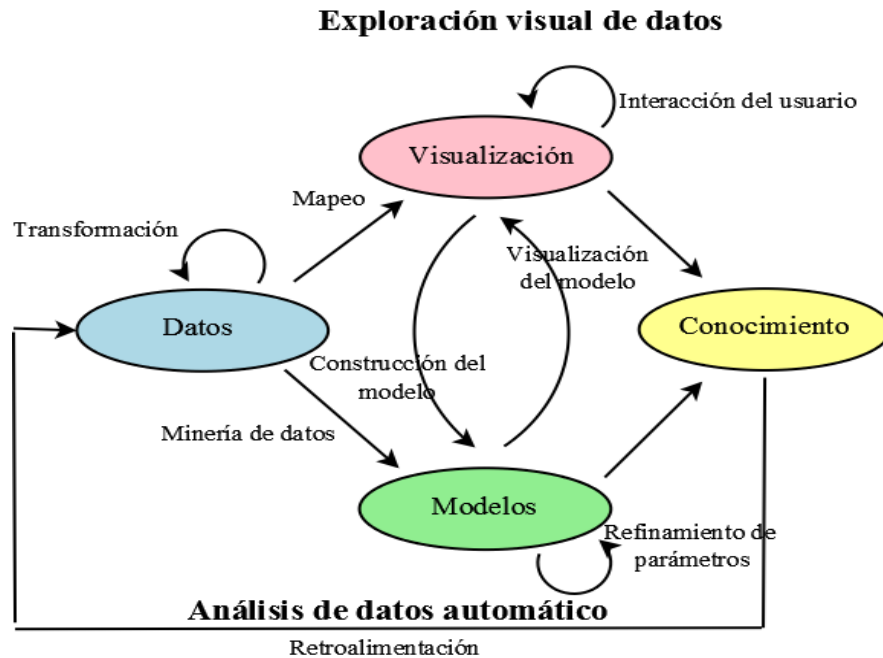 Exploración visual de datos
Interacción del usuario
Visualización
Mapeo
Transformación
Visualización
del modelo
Datos
Conocimiento
Construcción del
modelo
Minería de datos
Modelos
Refinamiento de
parámetros
Análisis de datos automático
Retroalimentación